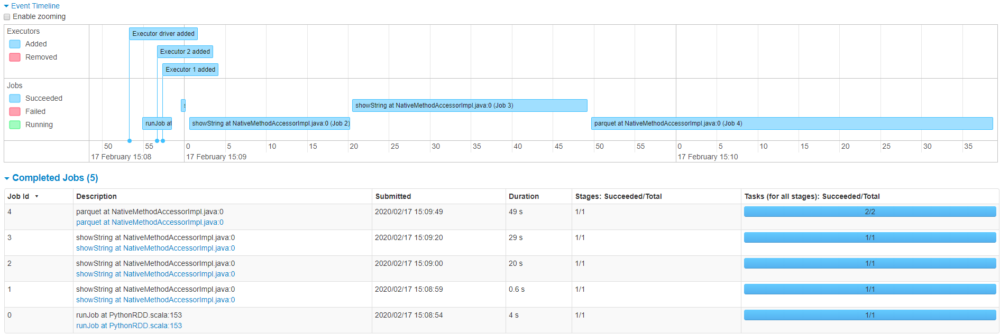 Event Timeline
Enable zooming
Executors
Added
Removed
Executor driver added
Executor 2 added
Executor 1 added
Jobs
Succeeded
Failed
Running
s
showString at NativeMethodAccessorImpl.java:0 (Job 3)
runJob at
showString at NativeMethodAccessorImpl.java:0 (Job 2)
parquet at NativeMethodAccessorImpl.java:0 (Job 4)
50 55 0 5 10 15 20 25 30 35 40 45 50 55 0 5 10 15 20 25 30 35
17 February 15:08 17 February 15:09 17 February 15:10
Completed Jobs (5)
Job Id ▾ Description Submitted Duration Stages: Succeeded/Total Tasks (for all stages): Succeeded/Total
4 parquet at NativeMethodAccessorImpl.java:0 2020/02/17 15:09:49 49 s 1/1 2/2
parquet at NativeMethodAccessorImpl.java:0
3 showString at NativeMethodAccessorImpl.java:0 2020/02/17 15:09:20 29 s 1/1 1/1
showString at NativeMethodAccessorImpl.java:0
2 showString at NativeMethodAccessorImpl.java:0 2020/02/17 15:09:00 20 s 1/1 1/1
showString at NativeMethodAccessorImpl.java:0
1 showString at NativeMethodAccessorImpl.java:0 2020/02/17 15:08:59 0.6 s 1/1 1/1
showString at NativeMethodAccessorImpl.java:0
0 runJob at PythonRDD.scala:153 2020/02/17 15:08:54 4 s 1/1 1/1
runJob at PythonRDD.scala:153